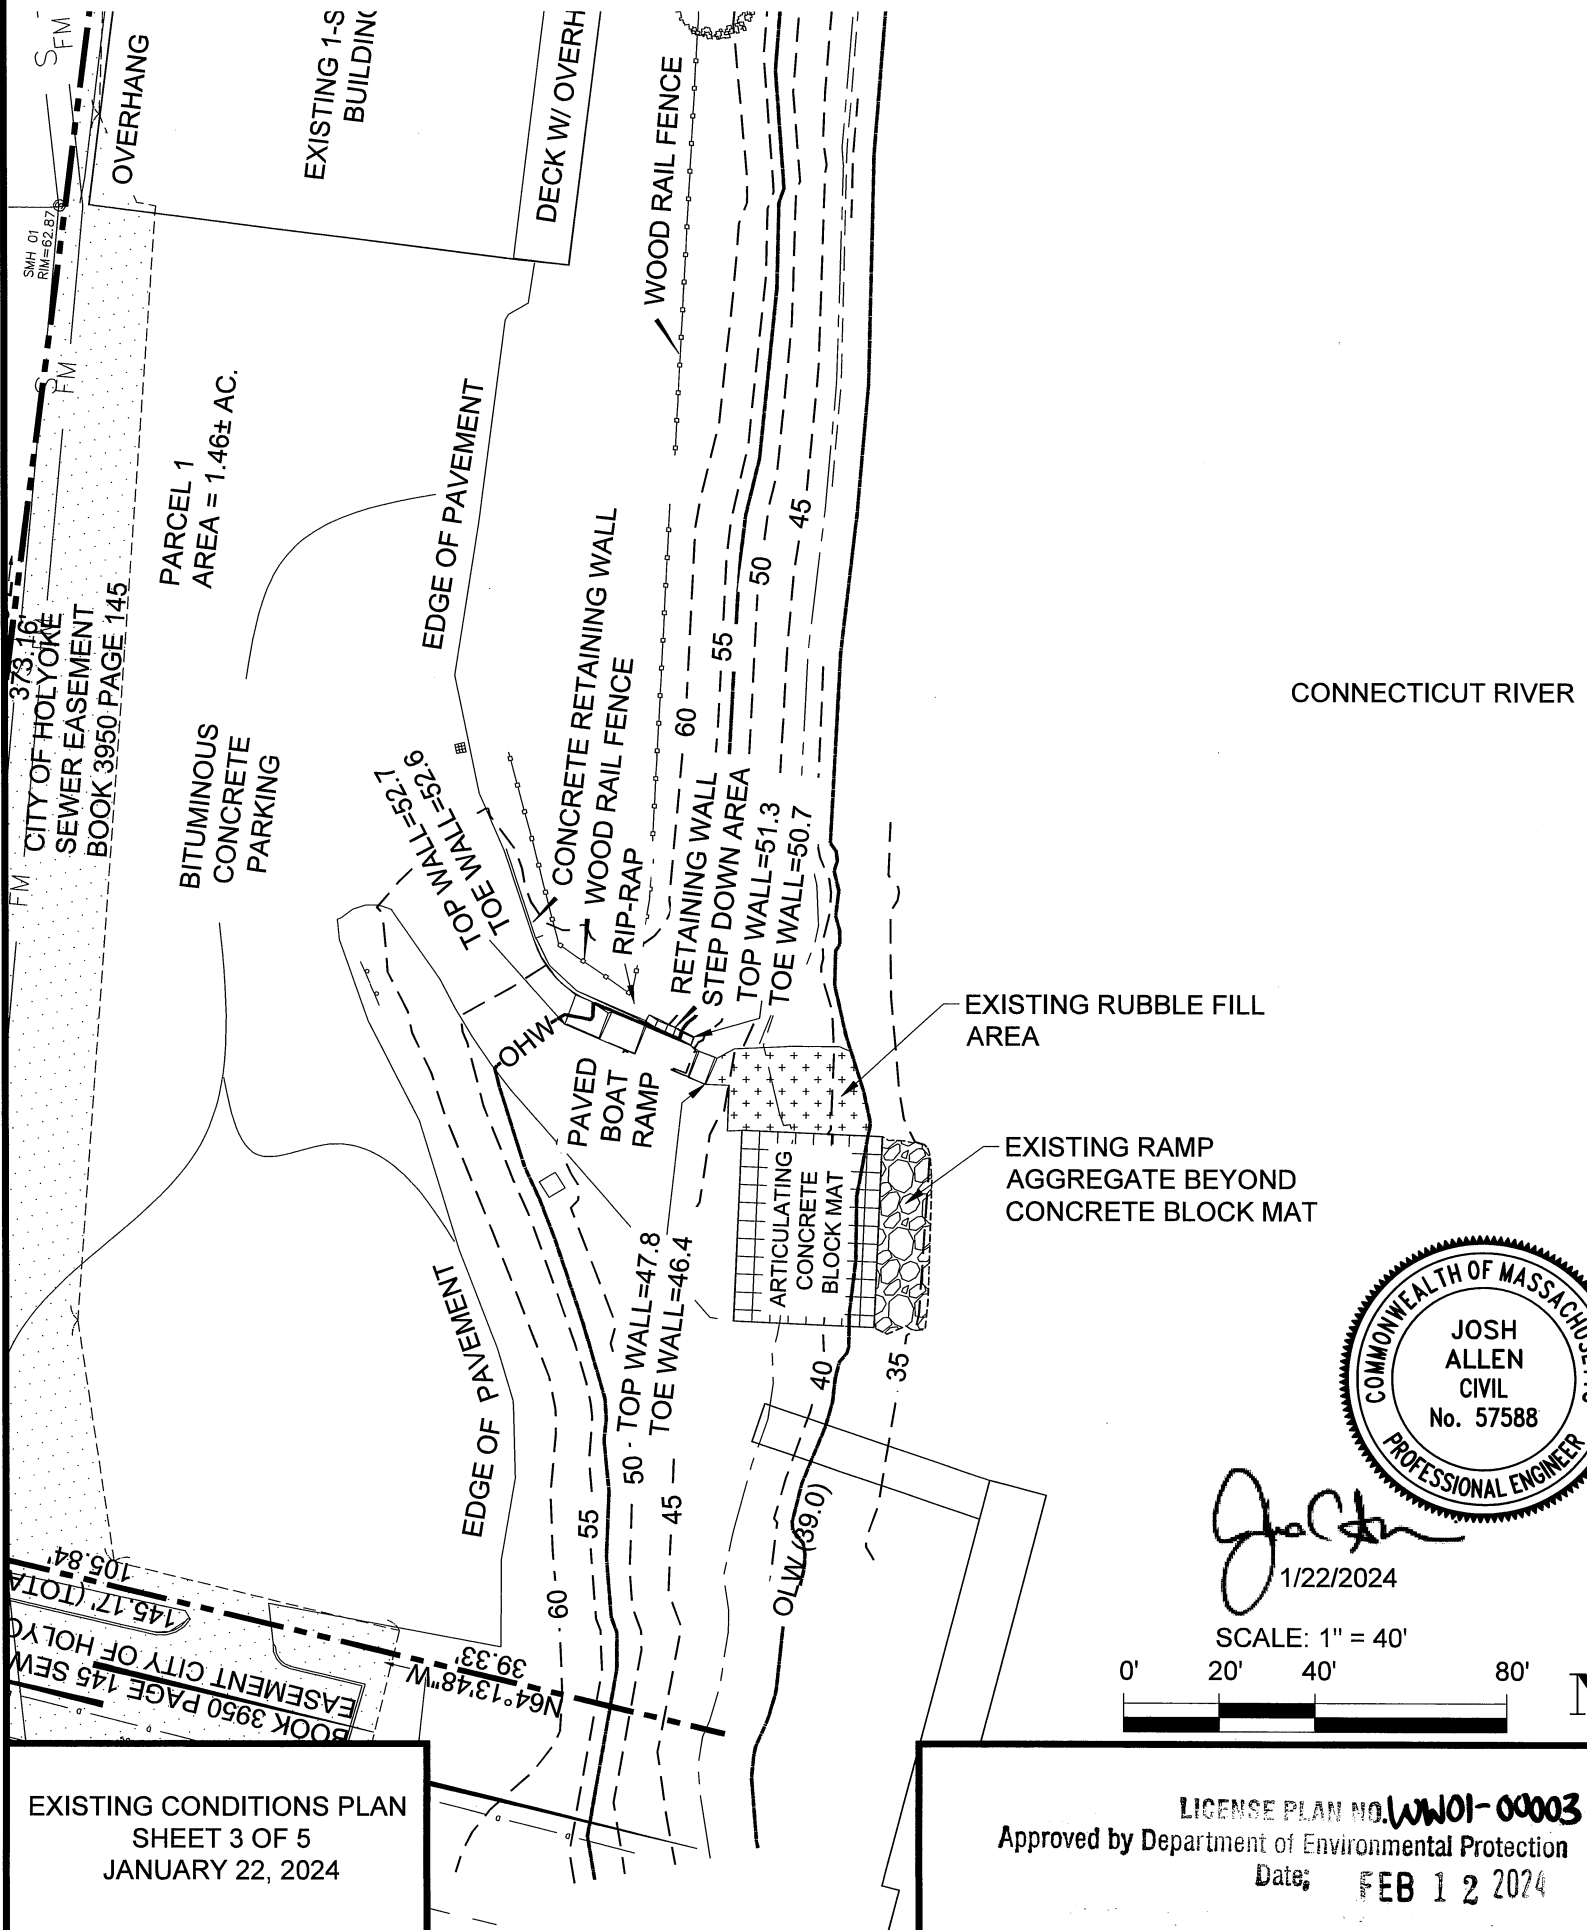 S
FM
OVERHANG
EXISTING 1-S
BUILDING
DECK W/ OVERH
WOOD RAIL FENCE
SMH 01
RIM=62.87
S
FM
PARCEL 1
AREA = 1.46± AC.
EDGE OF PAVEMENT
373.16'
CITY OF HOLYOKE
SEWER EASEMENT
BOOK 3950 PAGE 145
FM
BITUMINOUS
CONCRETE
PARKING
45
50
55
60
CONCRETE RETAINING WALL
WOOD RAIL FENCE
RIP-RAP
TOP WALL=52.7
TOE WALL=52.6
RETAINING WALL
STEP DOWN AREA
TOP WALL=51.3
TOE WALL=50.7
CONNECTICUT RIVER
EXISTING RUBBLE FILL
AREA
OHW
PAVED
BOAT
RAMP
ARTICULATING
CONCRETE
BLOCK MAT
EXISTING RAMP
AGGREGATE BEYOND
CONCRETE BLOCK MAT
TOP WALL=47.8
TOE WALL=46.4
EDGE OF PAVEMENT
40
35
50
45
55
60
OLW (39.0)
105.84'
145.17' (TOTA
BOOK 3950 PAGE 145 SEW
EASEMENT CITY OF HOLYO
39.33'
N64°13'48"W
COMMONWEALTH OF MASSACHUSETTS
JOSH
ALLEN
CIVIL
No. 57588
PROFESSIONAL ENGINEER
1/22/2024
SCALE: 1" = 40'
0' 20' 40' 80'
EXISTING CONDITIONS PLAN
SHEET 3 OF 5
JANUARY 22, 2024
LICENSE PLAN NO. WW01-00003
Approved by Department of Environmental Protection
Date: FEB 12 2024